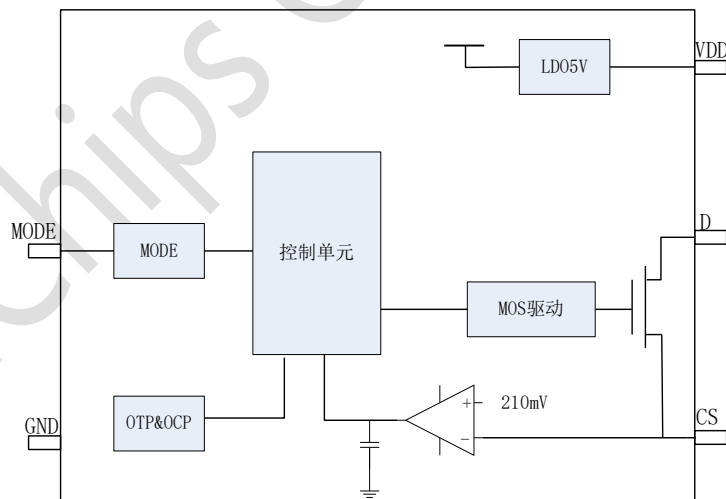 LDO5V
VDD
MODE
MODE
控制单元
D
MOS驱动
GND
OTP&OCP
+
210mV
-
CS